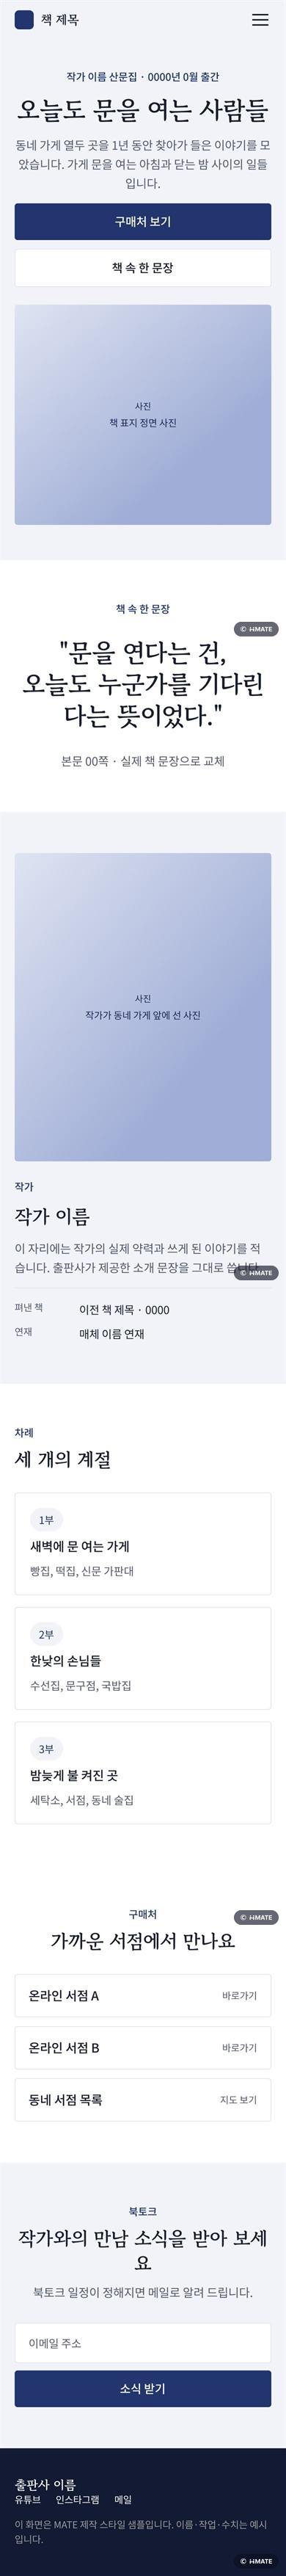 책 제목
작가 이름 산문집 · 0000년 0월 출간
오늘도 문을 여는 사람들
동네 가게 열두 곳을 1년 동안 찾아가 들은 이야기를 모
았습니다. 가게 문을 여는 아침과 닫는 밤 사이의 일들
입니다.
구매처 보기
책 속 한 문장
사진
책 표지 정면 사진
책 속 한 문장
© HMATE
"문을 연다는 건,
오늘도 누군가를 기다린
다는 뜻이었다."
본문 00쪽 · 실제 책 문장으로 교체
사진
작가가 동네 가게 앞에 선 사진
작가
작가 이름
이 자리에는 작가의 실제 약력과 쓰게 된 이야기를 적
습니다. 출판사가 제공한 소개 문장을 그대로
© HMATE
펴낸 책 이전 책 제목 · 0000
연재 매체 이름 연재
차례
세 개의 계절
1부
새벽에 문 여는 가게
빵집, 떡집, 신문 가판대
2부
한낮의 손님들
수선집, 문구점, 국밥집
3부
밤늦게 불 켜진 곳
세탁소, 서점, 동네 술집
구매처
© HMATE
가까운 서점에서 만나요
온라인 서점 A 바로가기
온라인 서점 B 바로가기
동네 서점 목록 지도 보기
북토크
작가와의 만남 소식을 받아 보세
요
북토크 일정이 정해지면 메일로 알려 드립니다.
이메일 주소
소식 받기
출판사 이름
유튜브 인스타그램 메일
이 화면은 MATE 제작 스타일 샘플입니다. 이름·작업·수치는 예시
입니다.
© HMATE